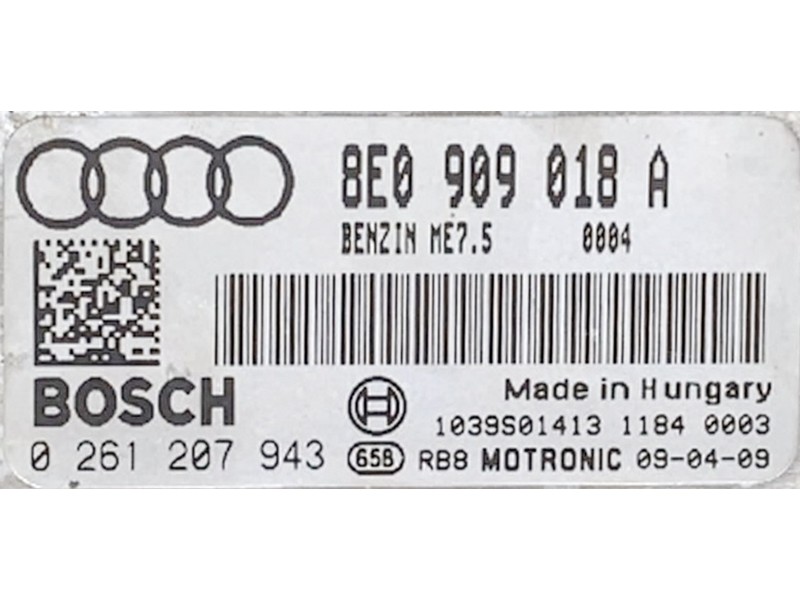 8E0 909 018 A
BENZIN ME7.5 0004
BOSCH
Made in Hungary
1039S01413 1184 0003
0 261 207 943 65B RB8 MOTRONIC 09-04-09